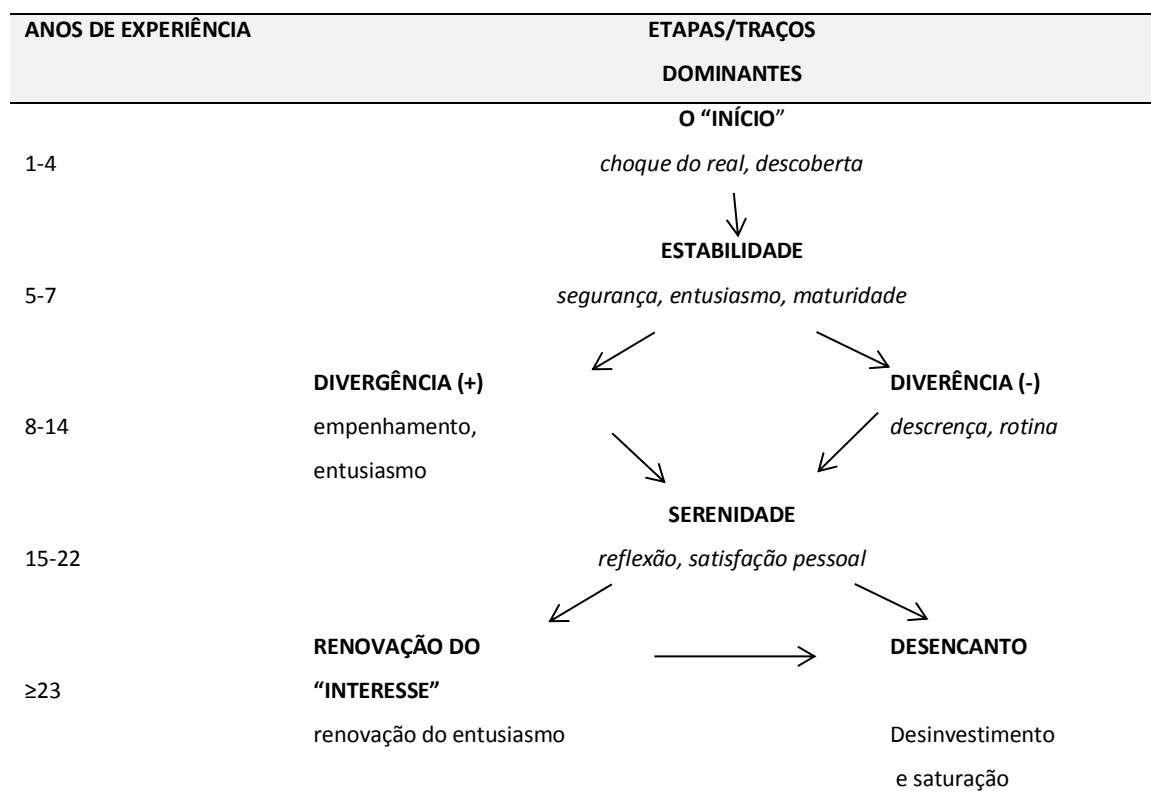 ANOS DE EXPERIÊNCIA ETAPAS/TRAÇOS
DOMINANTES
O “INÍCIO”
1-4 choque do real, descoberta
ESTABILIDADE
5-7 segurança, entusiasmo, maturidade
DIVERGÊNCIA (+) DIVERÊNCIA (-)
8-14 empenhamento, descrença, rotina
entusiasmo
SERENIDADE
15-22 reflexão, satisfação pessoal
RENOVAÇÃO DO DESENCANTO
≥23 “INTERESSE”
renovação do entusiasmo Desinvestimento
e saturação